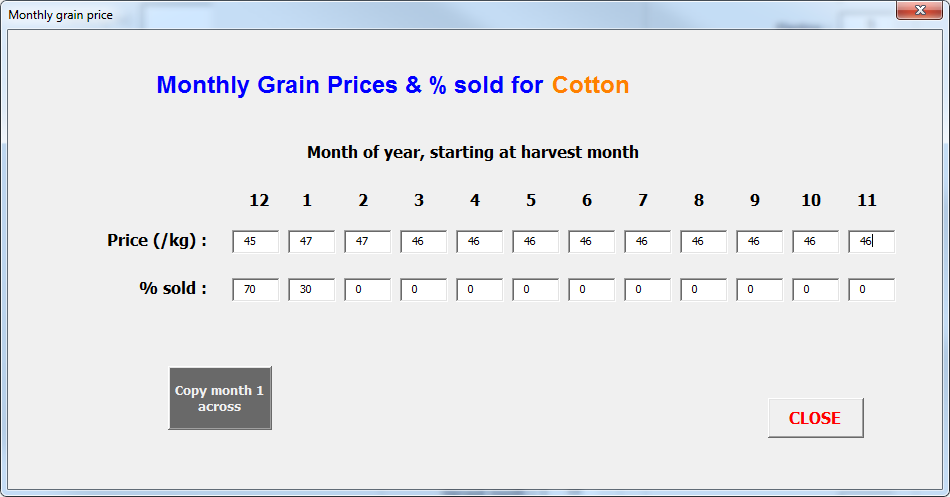 Monthly grain price
Monthly Grain Prices & % sold for Cotton
Month of year, starting at harvest month
12 1 2 3 4 5 6 7 8 9 10 11
Price (/kg) : 45 47 47 46 46 46 46 46 46 46 46 46
% sold : 70 30 0 0 0 0 0 0 0 0 0 0
Copy month 1
across
CLOSE